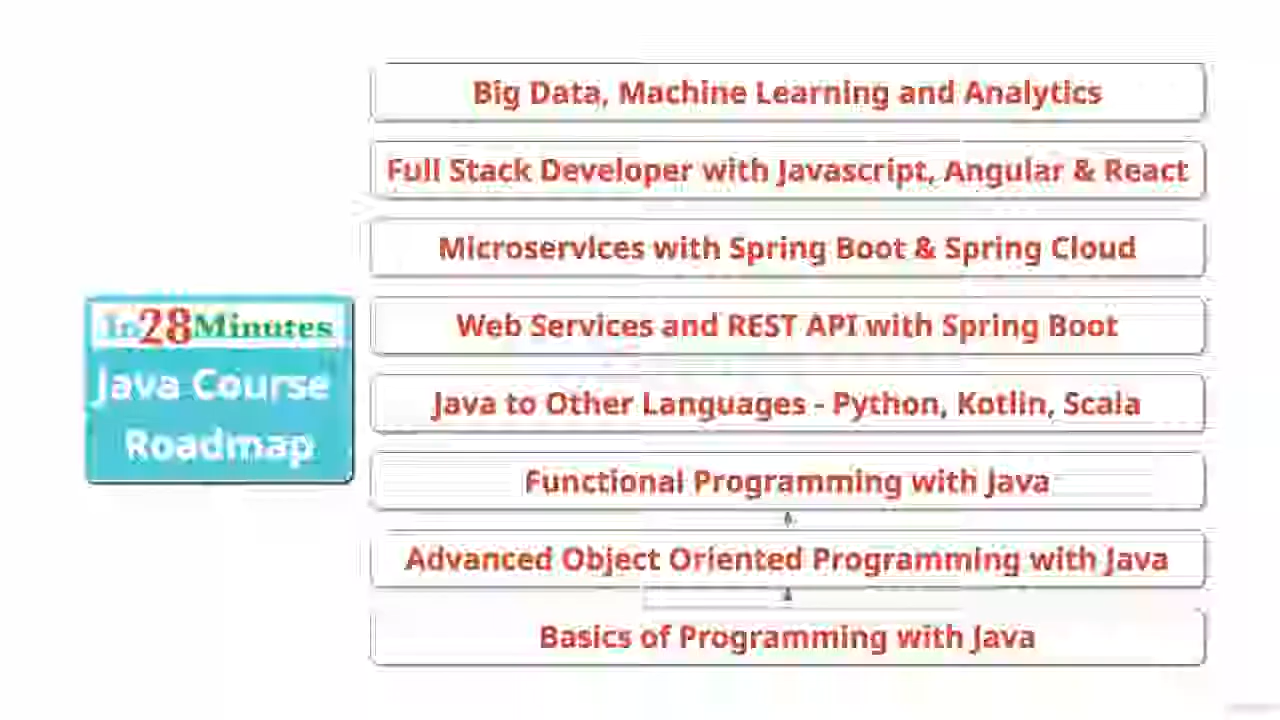 Big Data, Machine Learning and Analytics
Full Stack Developer with Javascript, Angular & React
Microservices with Spring Boot & Spring Cloud
In28Minutes
Java Course
Roadmap
Web Services and REST API with Spring Boot
Java to Other Languages - Python, Kotlin, Scala
Functional Programming with Java
Advanced Object Oriented Programming with Java
Basics of Programming with Java